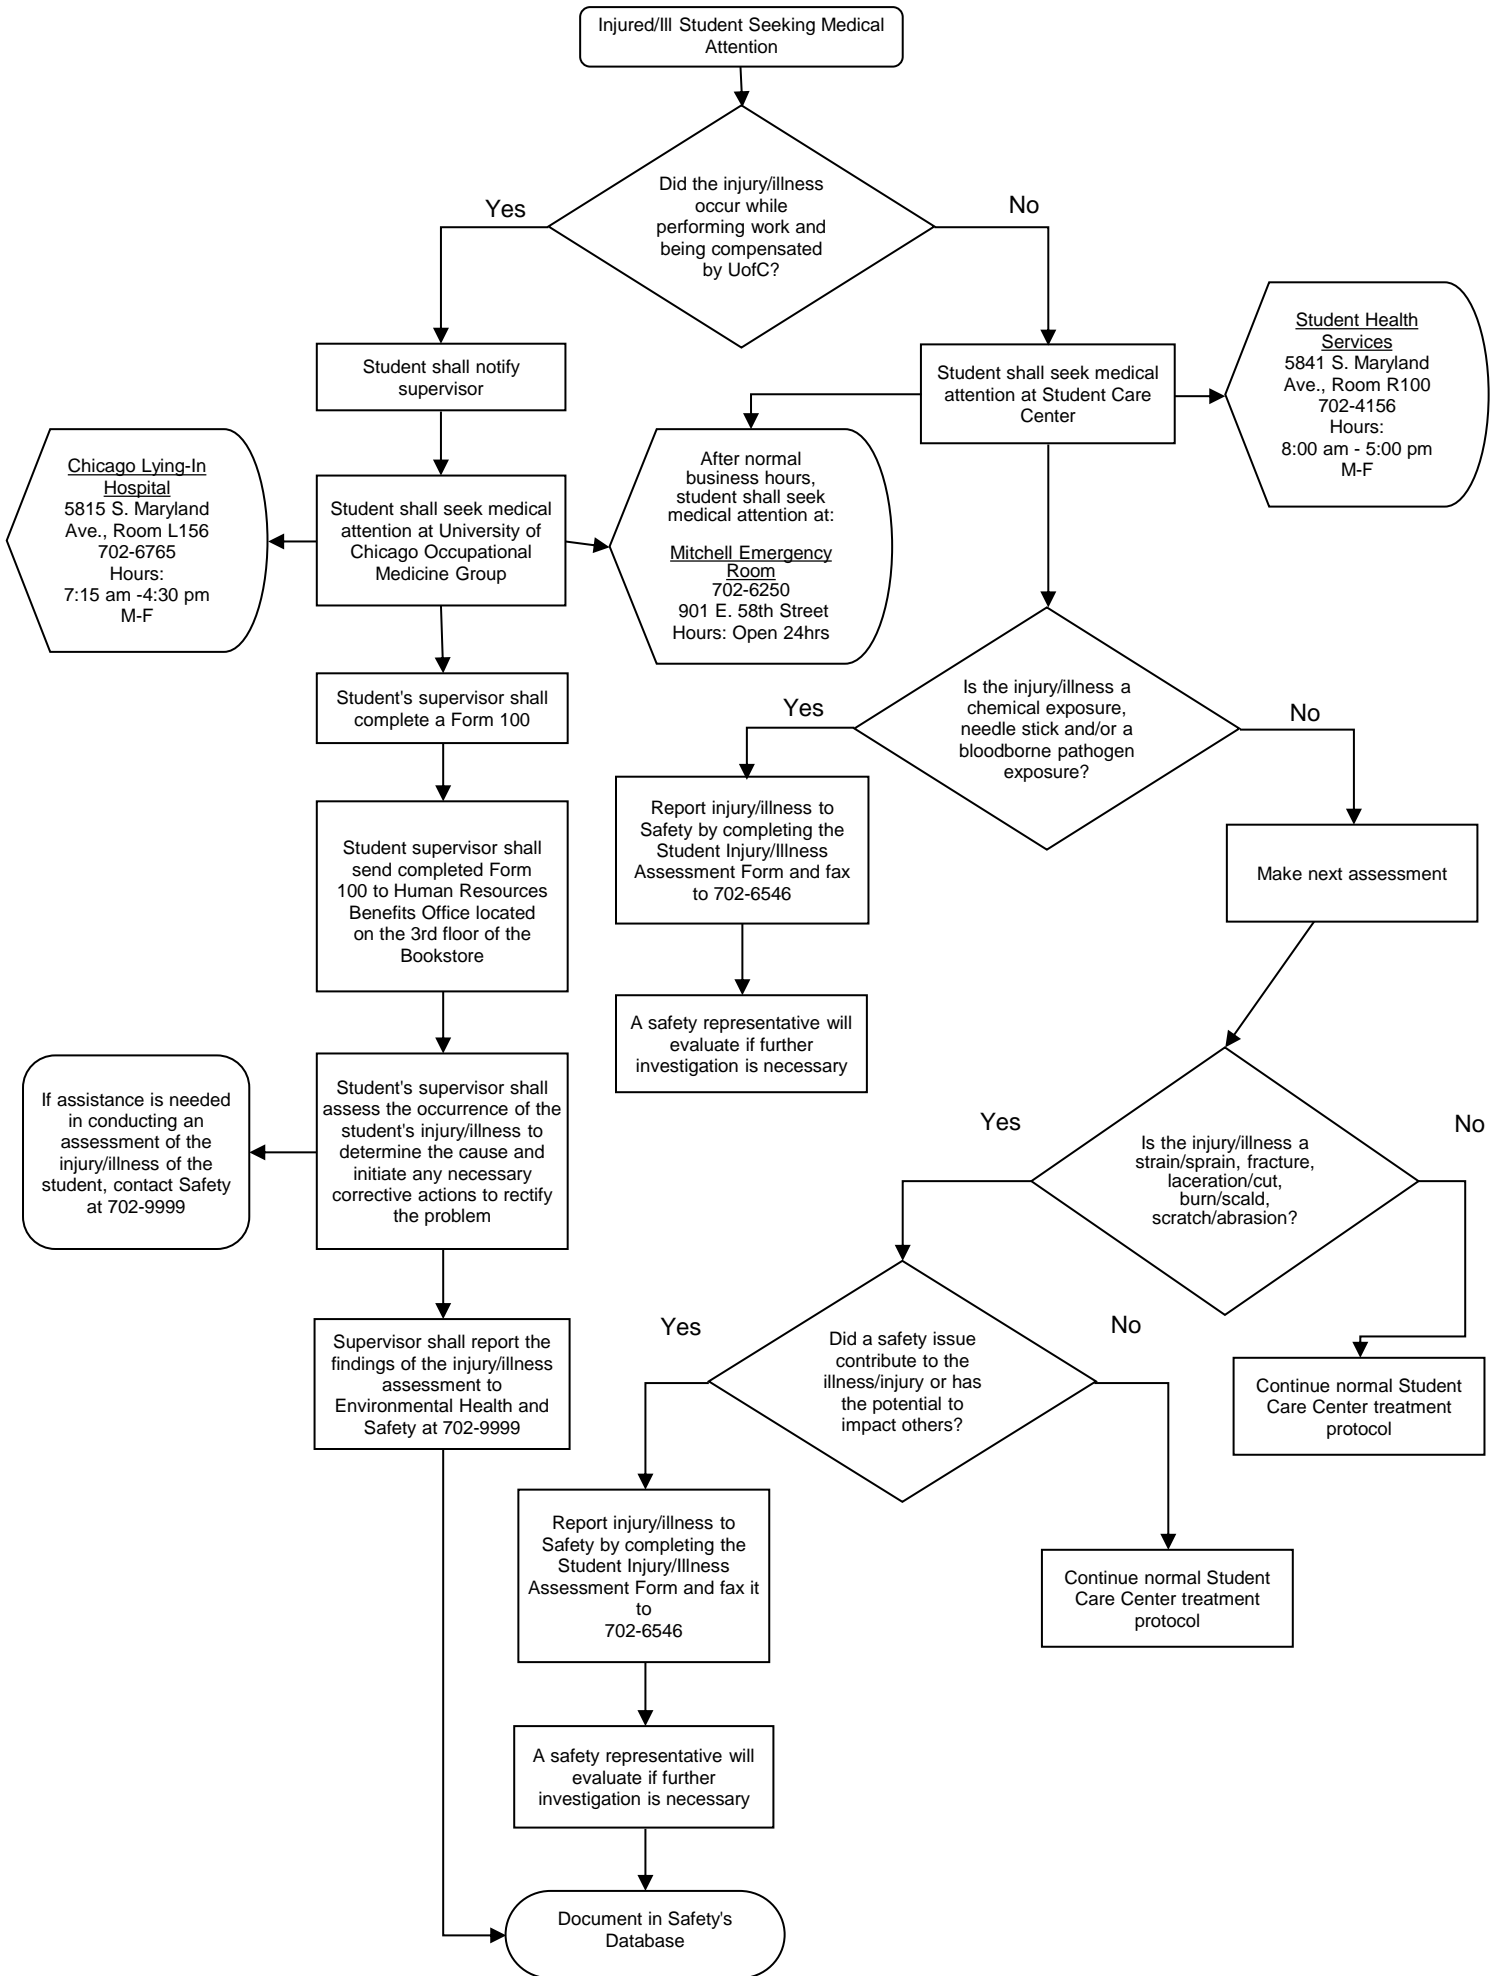 Injured/Ill Student Seeking Medical
Attention
Did the injury/illness
occur while
performing work and
being compensated
by UofC?
Yes
No
Student shall notify
supervisor
Student shall seek medical
attention at Student Care
Center
Student Health
Services
5841 S. Maryland
Ave., Room R100
702-4156
Hours:
8:00 am - 5:00 pm
M-F
Chicago Lying-In
Hospital
5815 S. Maryland
Ave., Room L156
702-6765
Hours:
7:15 am -4:30 pm
M-F
Student shall seek medical
attention at University of
Chicago Occupational
Medicine Group
After normal
business hours,
student shall seek
medical attention at:
Mitchell Emergency
Room
702-6250
901 E. 58th Street
Hours: Open 24hrs
Student's supervisor shall
complete a Form 100
Is the injury/illness a
chemical exposure,
needle stick and/or a
bloodborne pathogen
exposure?
Yes
No
Student supervisor shall
send completed Form
100 to Human Resources
Benefits Office located
on the 3rd floor of the
Bookstore
Report injury/illness to
Safety by completing the
Student Injury/Illness
Assessment Form and fax
to 702-6546
Make next assessment
A safety representative will
evaluate if further
investigation is necessary
If assistance is needed
in conducting an
assessment of the
injury/illness of the
student, contact Safety
at 702-9999
Student's supervisor shall
assess the occurrence of the
student's injury/illness to
determine the cause and
initiate any necessary
corrective actions to rectify
the problem
Yes
No
Is the injury/illness a
strain/sprain, fracture,
laceration/cut,
burn/scald,
scratch/abrasion?
Supervisor shall report the
findings of the injury/illness
assessment to
Environmental Health and
Safety at 702-9999
Yes
No
Did a safety issue
contribute to the
illness/injury or has
the potential to
impact others?
Continue normal Student
Care Center treatment
protocol
Report injury/illness to
Safety by completing the
Student Injury/Illness
Assessment Form and fax it
to
702-6546
Continue normal Student
Care Center treatment
protocol
A safety representative will
evaluate if further
investigation is necessary
Document in Safety's
Database